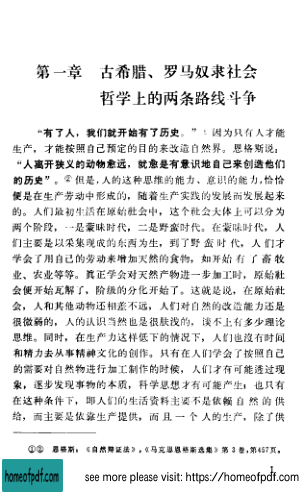 第一章 古希腊、罗马奴隶社会
哲学上的两条路线斗争
“有了人，我们就开始有了历史。”① 因为只有人才能
生产，才能按照自己预定的目的来改造自然界。恩格斯说：
“人离开狭义的动物愈远，就愈是有意识地自己来创造他们
的历史”。②但是，人的这种思维的能力、意识的能力，恰恰
便是在生产劳动中形成的，随着生产实践的发展而发展起来
的。人们最初生活在原始社会中，这个社会大体上可以分为
两个阶段，一是蒙昧时代，二是野蛮时代。在蒙昧时代，人
们主要是以采集现成的东西为生，到了野蛮时代，人们才
学会了用自己的劳动来增加天然的食物，如开始有了畜牧
业、农业等等。真正学会对天然产物进一步加工时，原始社
会便开始瓦解了，阶级的分化开始了。这就是说，在原始社
会，人和其他动物还相差不远，人们对自然的改造能力还是
很微弱的，人的认识当然也是很肤浅的，谈不上有多少理论
思维。同时，在生产力这样低下的情况下，人们也没有时间
和精力去从事精神文化的创作。只有在人们学会了按照自己
的需要对自然物进行加工制作的时候，人们才有可能透过现
象，逐步发现事物的本质，科学思想才有可能产生；也只有
在这种条件下，即人们的生活资料主要不是依赖自然的供
给，而主要是依靠生产提供，而且一个人的生产，除了供
①② 恩格斯：《自然辩证法》，《马克思恩格斯选集》第3卷，第457页。
1
homeofpdf.com
see more please visit: https://homeofpdf.com